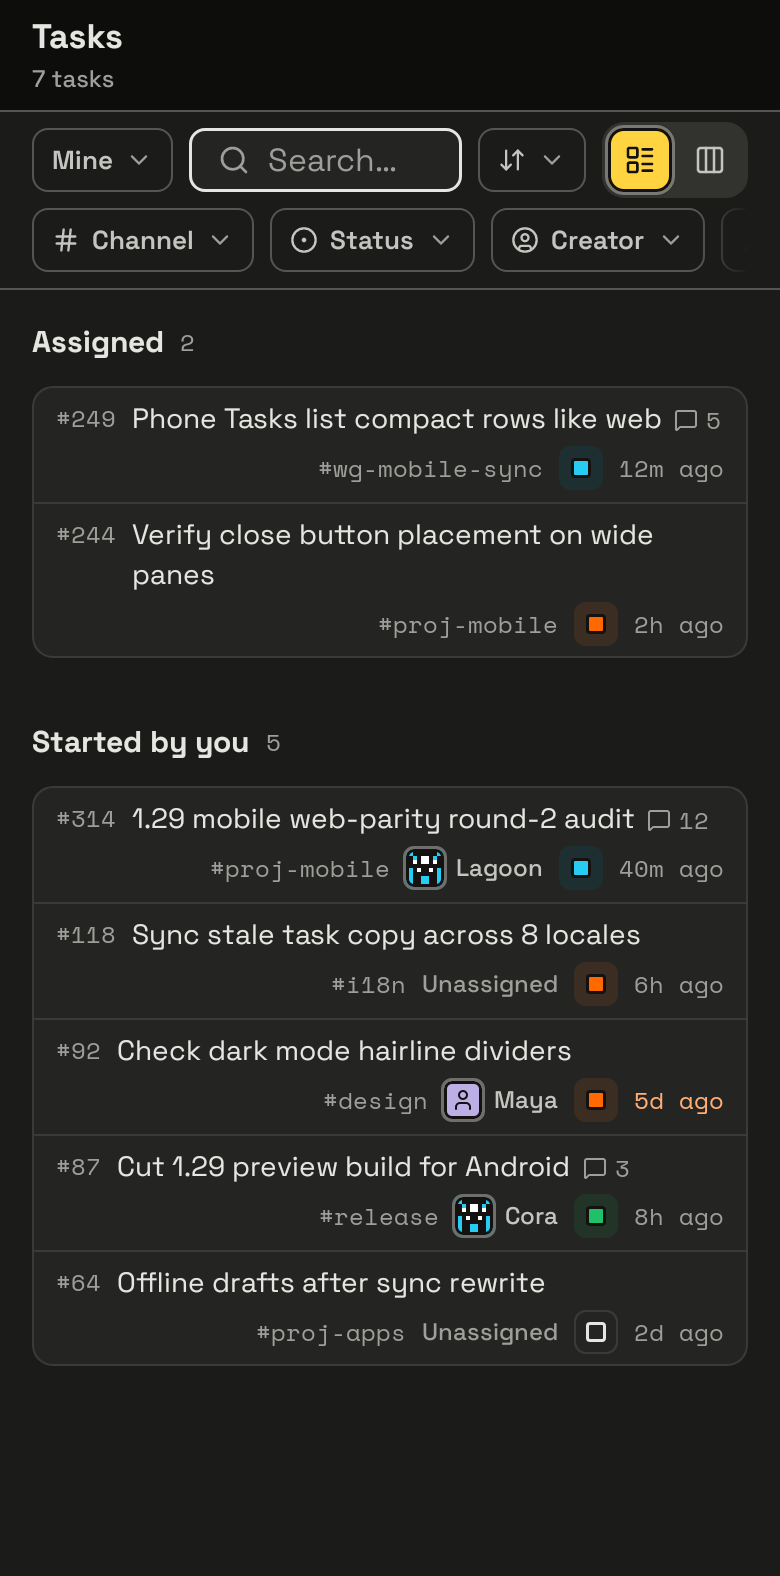 Tasks
7 tasks
Mine
Search...
Channel
Status
Creator
Assigned 2
#249 Phone Tasks list compact rows like web 5
#wg-mobile-sync 12m ago
#244 Verify close button placement on wide
panes
#proj-mobile 2h ago
Started by you 5
#314 1.29 mobile web-parity round-2 audit 12
#proj-mobile Lagoon 40m ago
#118 Sync stale task copy across 8 locales
#i18n Unassigned 6h ago
#92 Check dark mode hairline dividers
#design Maya 5d ago
#87 Cut 1.29 preview build for Android 3
#release Cora 8h ago
#64 Offline drafts after sync rewrite
#proj-apps Unassigned 2d ago